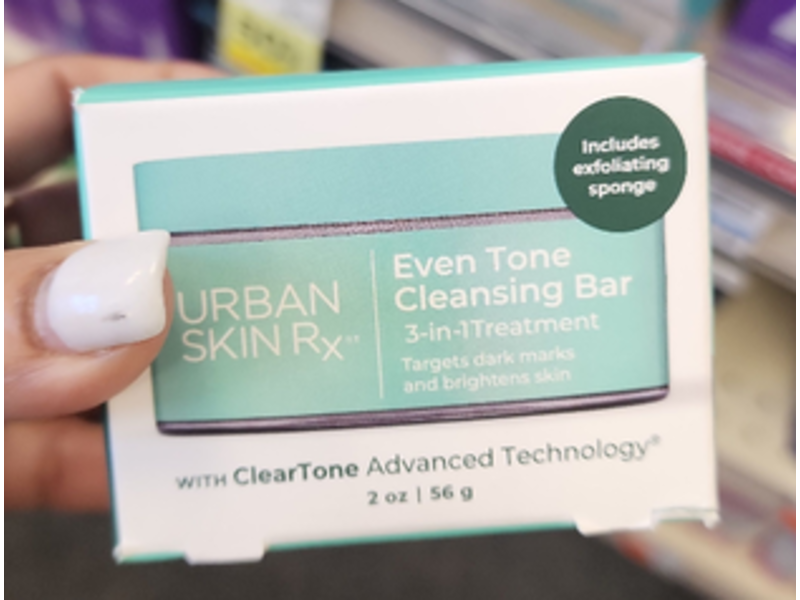 Includes
exfoliating
sponge
URBAN
SKIN Rx
Even Tone
Cleansing Bar
3-in-1Treatment
Targets dark marks
and brightens skin
WITH ClearTone Advanced Technology®
2 oz | 56 g